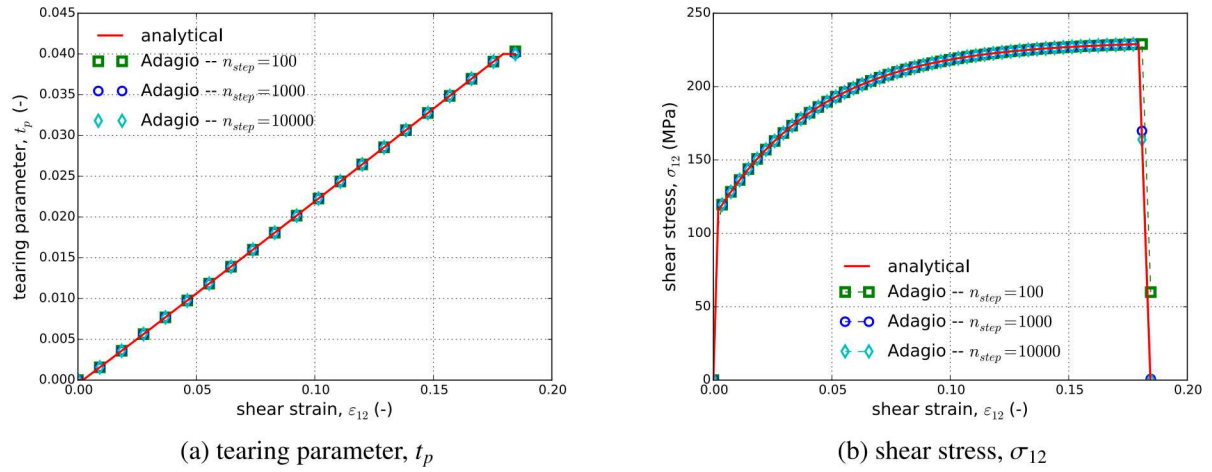 0.045
0.040
0.035
0.030
0.025
0.020
0.015
0.010
0.005
0.000
tearing parameter, t_p (-)
analytical
Adagio -- n_step=100
Adagio -- n_step=1000
Adagio -- n_step=10000
0.00 0.05 0.10 0.15 0.20
shear strain, ε_12 (-)
(a) tearing parameter, t_p
250
200
150
100
50
0
shear stress, σ_12 (MPa)
analytical
Adagio -- n_step=100
Adagio -- n_step=1000
Adagio -- n_step=10000
0.00 0.05 0.10 0.15 0.20
shear strain, ε_12 (-)
(b) shear stress, σ_12